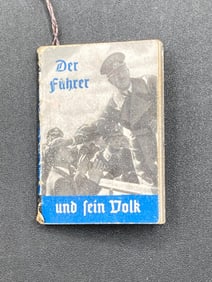 Der
Führer
und sein Volk